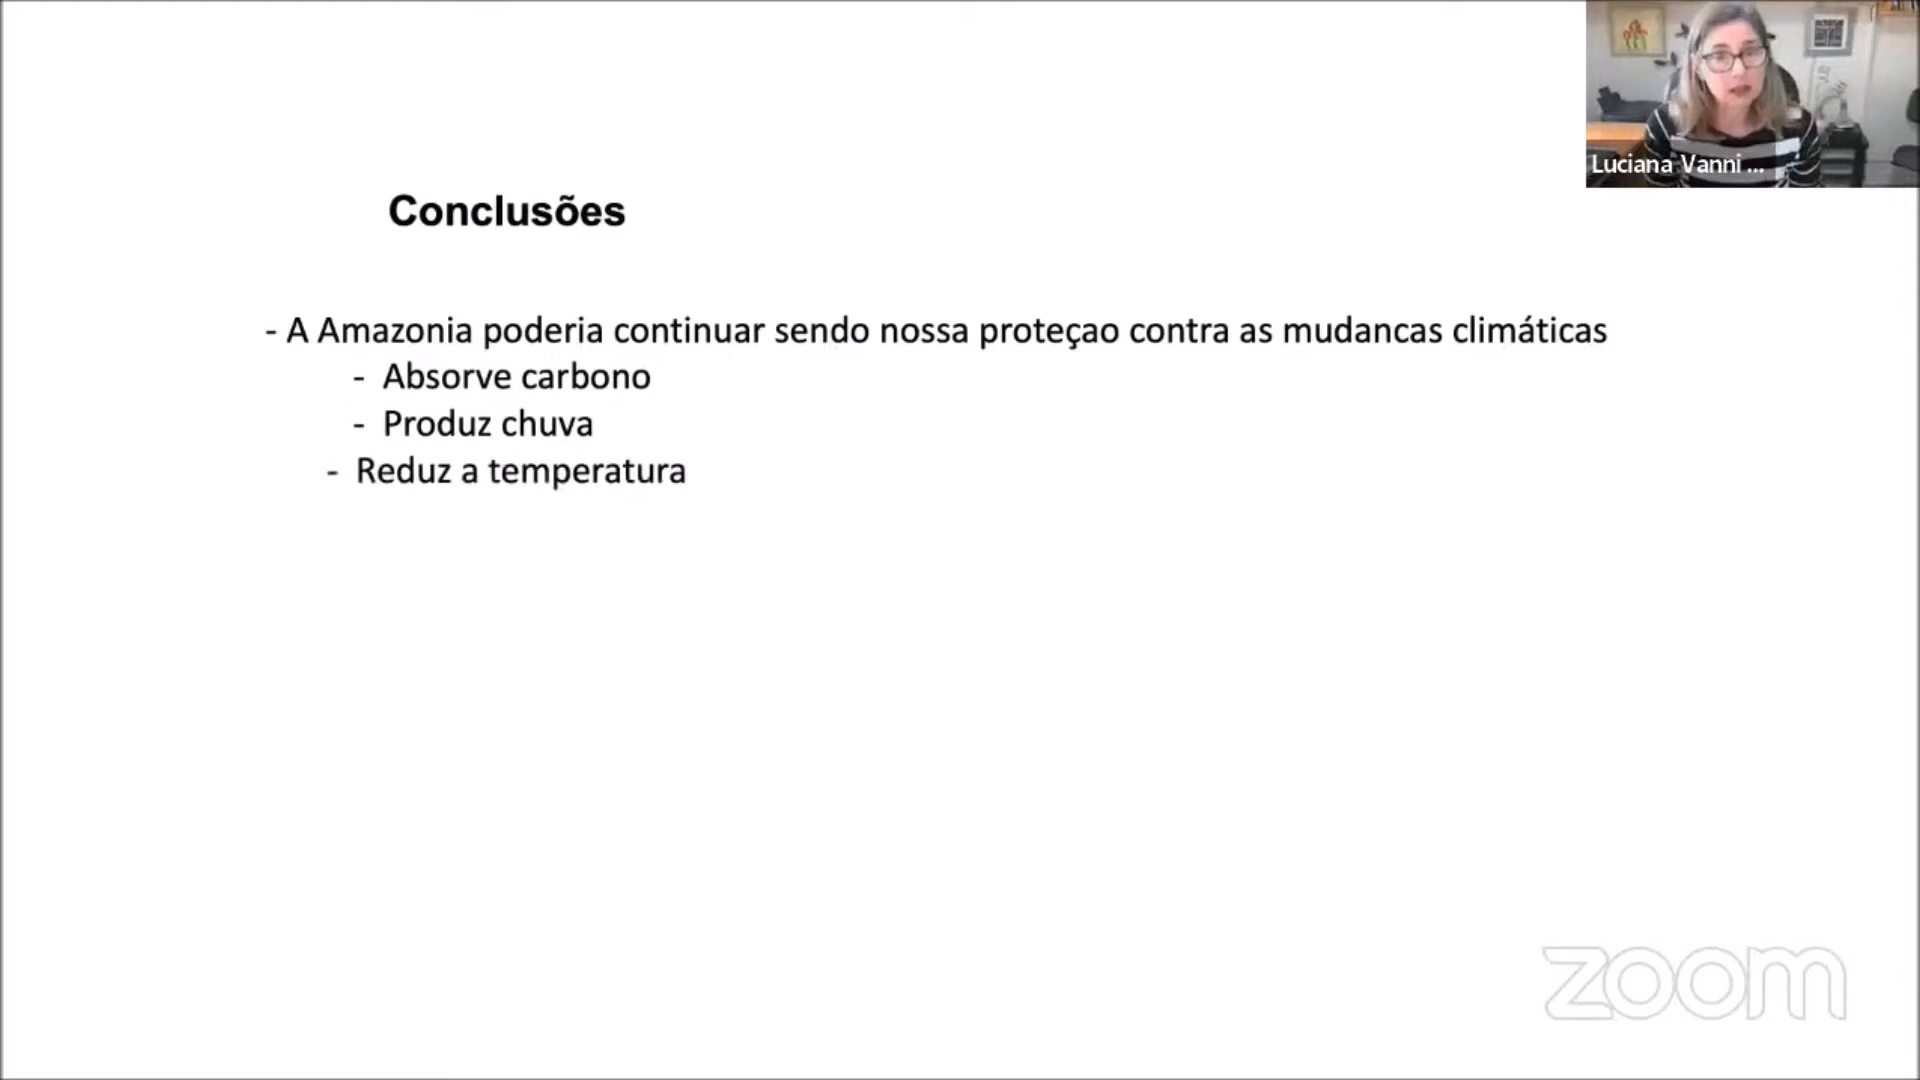 Luciana Vanni ...
Conclusões
- A Amazonia poderia continuar sendo nossa proteçao contra as mudancas climáticas
- Absorve carbono
- Produz chuva
- Reduz a temperatura
zoom